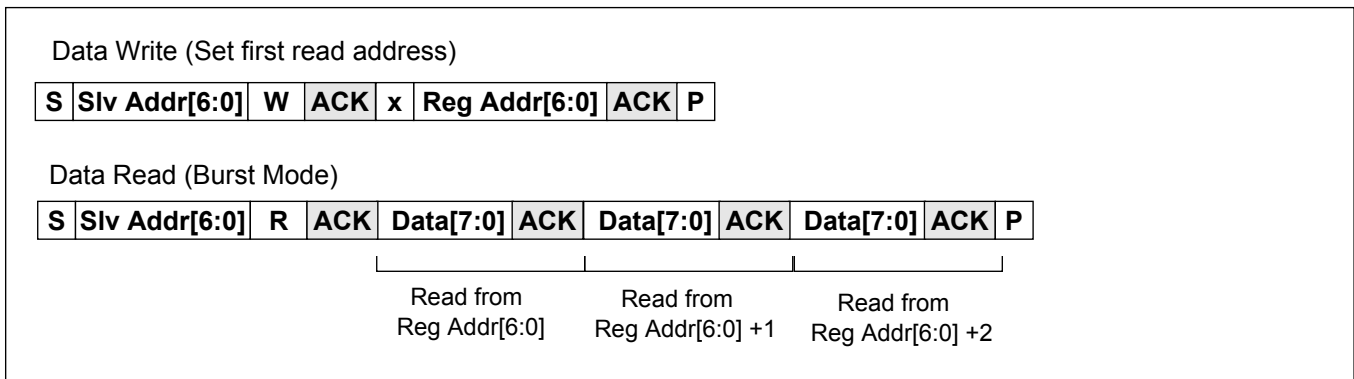 Data Write (Set first read address)
S Slv Addr[6:0] W ACK x Reg Addr[6:0] ACK P
Data Read (Burst Mode)
S Slv Addr[6:0] R ACK Data[7:0] ACK Data[7:0] ACK Data[7:0] ACK P
Read from Read from Read from
Reg Addr[6:0] Reg Addr[6:0] +1 Reg Addr[6:0] +2